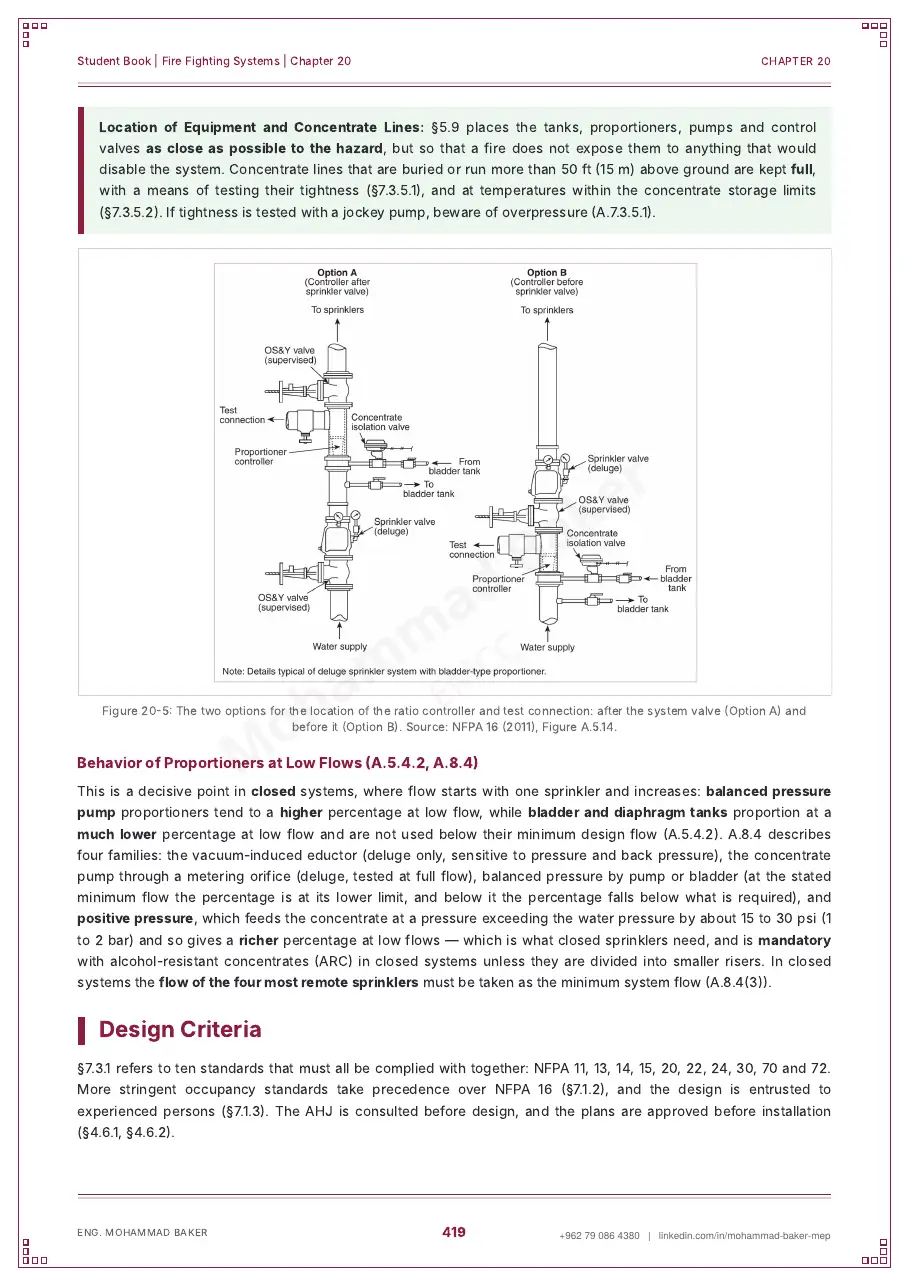 Student Book | Fire Fighting Systems | Chapter 20
CHAPTER 20
Location of Equipment and Concentrate Lines: §5.9 places the tanks, proportioners, pumps and control
valves as close as possible to the hazard, but so that a fire does not expose them to anything that would
disable the system. Concentrate lines that are buried or run more than 50 ft (15 m) above ground are kept full,
with a means of testing their tightness (§7.3.5.1), and at temperatures within the concentrate storage limits
(§7.3.5.2). If tightness is tested with a jockey pump, beware of overpressure (A.7.3.5.1).
Option A
(Controller after
sprinkler valve)
To sprinklers
OS&Y valve
(supervised)
Test
connection
Concentrate
isolation valve
Proportioner
controller
From
bladder tank
To
bladder tank
Sprinkler valve
(deluge)
OS&Y valve
(supervised)
Water supply
Option B
(Controller before
sprinkler valve)
To sprinklers
Sprinkler valve
(deluge)
OS&Y valve
(supervised)
Concentrate
isolation valve
Test
connection
Proportioner
controller
From
bladder
tank
To
bladder tank
Water supply
Note: Details typical of deluge sprinkler system with bladder-type proportioner.
Mohammad Baker
Figure 20-5: The two options for the location of the ratio controller and test connection: after the system valve (Option A) and
before it (Option B). Source: NFPA 16 (2011), Figure A.5.14.
Behavior of Proportioners at Low Flows (A.5.4.2, A.8.4)
This is a decisive point in closed systems, where flow starts with one sprinkler and increases: balanced pressure
pump proportioners tend to a higher percentage at low flow, while bladder and diaphragm tanks proportion at a
much lower percentage at low flow and are not used below their minimum design flow (A.5.4.2). A.8.4 describes
four families: the vacuum-induced eductor (deluge only, sensitive to pressure and back pressure), the concentrate
pump through a metering orifice (deluge, tested at full flow), balanced pressure by pump or bladder (at the stated
minimum flow the percentage is at its lower limit, and below it the percentage falls below what is required), and
positive pressure, which feeds the concentrate at a pressure exceeding the water pressure by about 15 to 30 psi (1
to 2 bar) and so gives a richer percentage at low flows — which is what closed sprinklers need, and is mandatory
with alcohol-resistant concentrates (ARC) in closed systems unless they are divided into smaller risers. In closed
systems the flow of the four most remote sprinklers must be taken as the minimum system flow (A.8.4(3)).
Design Criteria
§7.3.1 refers to ten standards that must all be complied with together: NFPA 11, 13, 14, 15, 20, 22, 24, 30, 70 and 72.
More stringent occupancy standards take precedence over NFPA 16 (§7.1.2), and the design is entrusted to
experienced persons (§7.1.3). The AHJ is consulted before design, and the plans are approved before installation
(§4.6.1, §4.6.2).
ENG. MOHAMMAD BAKER
419
+962 79 086 4380 | linkedin.com/in/mohammad-baker-mep